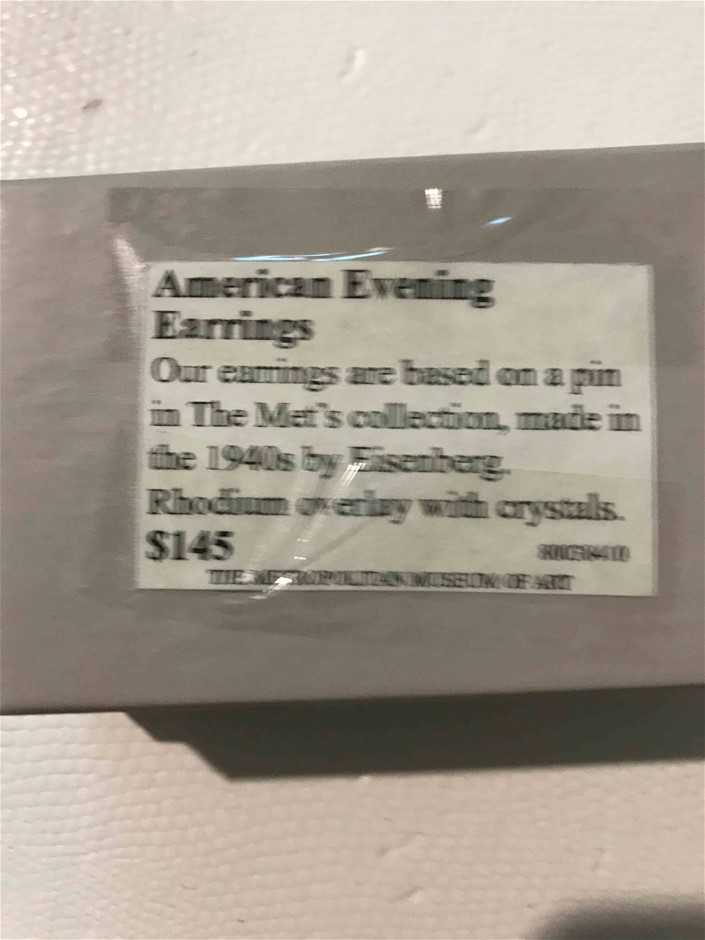 American Evening
Earrings
Our earrings are based on a pin
in The Met's collection, made in
the 1940s by Eisenberg.
Rhodium overlay with crystals.
$145
THE METROPOLITAN MUSEUM OF ART